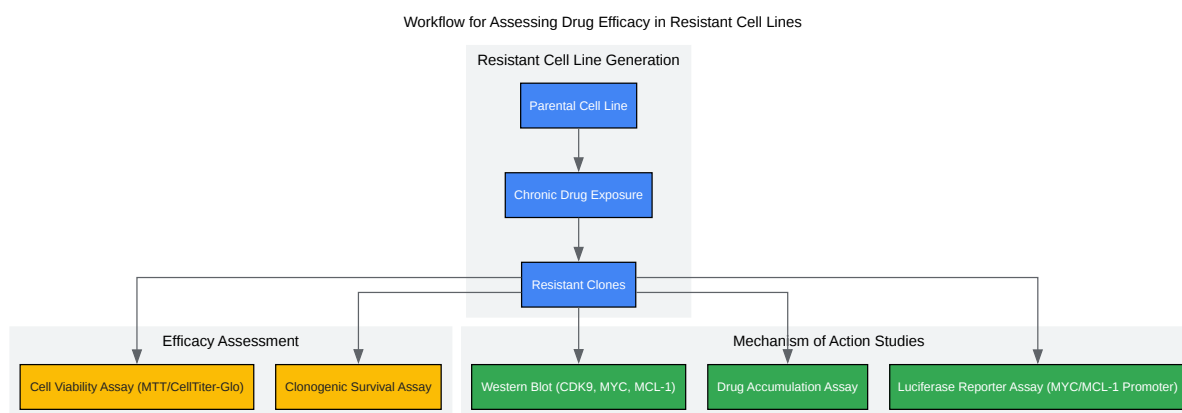 Workflow for Assessing Drug Efficacy in Resistant Cell Lines
Resistant Cell Line Generation
Parental Cell Line
Chronic Drug Exposure
Resistant Clones
Efficacy Assessment
Mechanism of Action Studies
Cell Viability Assay (MTT/CellTiter-Glo)
Clonogenic Survival Assay
Western Blot (CDK9, MYC, MCL-1)
Drug Accumulation Assay
Luciferase Reporter Assay (MYC/MCL-1 Promoter)